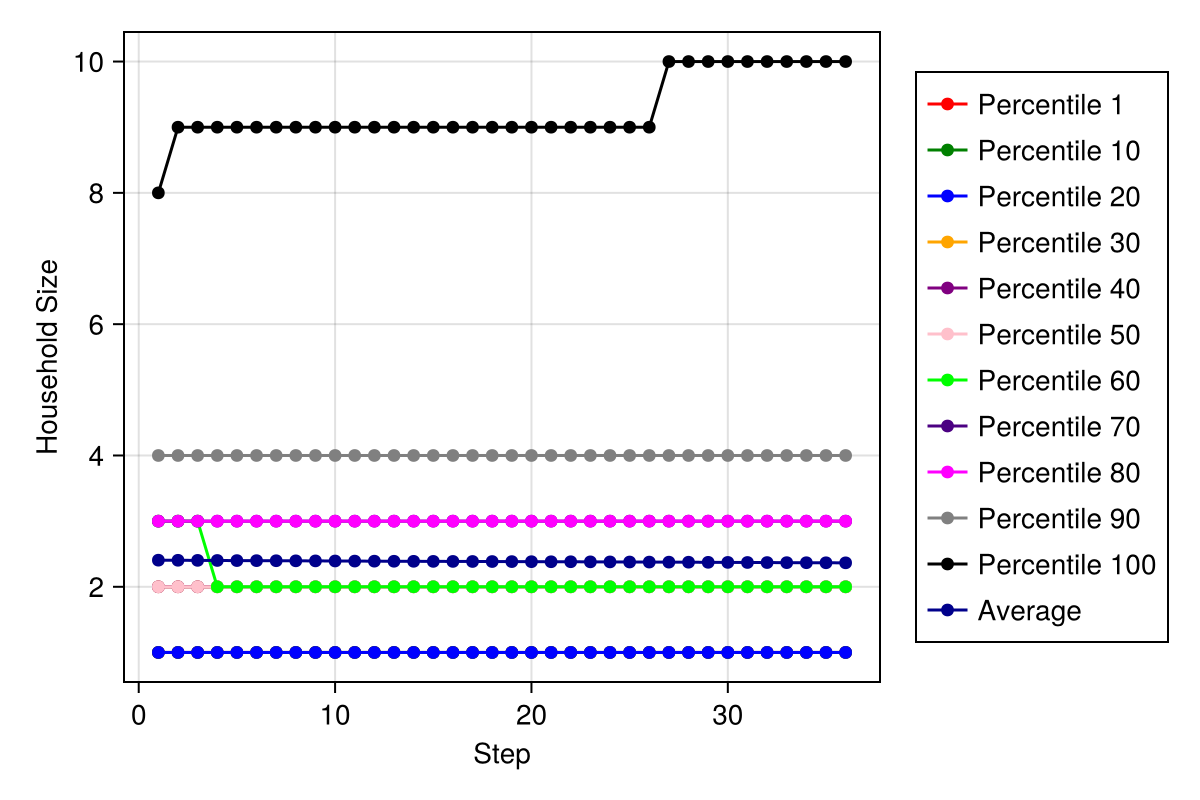 10
8
6
4
2
Household Size
0 10 20 30
Step
Percentile 1
Percentile 10
Percentile 20
Percentile 30
Percentile 40
Percentile 50
Percentile 60
Percentile 70
Percentile 80
Percentile 90
Percentile 100
Average